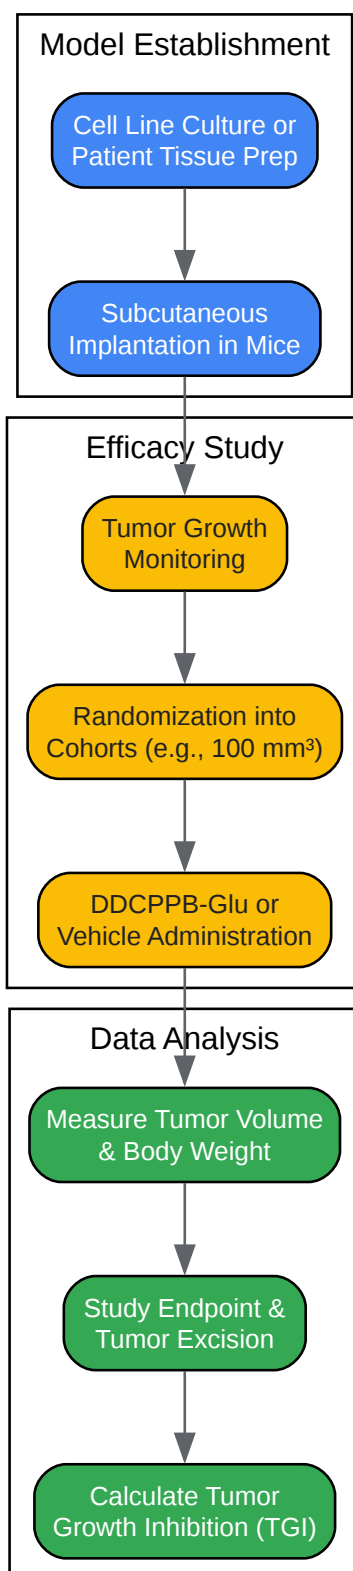 Model Establishment
Cell Line Culture or
Patient Tissue Prep
Subcutaneous
Implantation in Mice
Efficacy Study
Tumor Growth
Monitoring
Randomization into
Cohorts (e.g., 100 mm³)
DDCPPB-Glu or
Vehicle Administration
Data Analysis
Measure Tumor Volume
& Body Weight
Study Endpoint &
Tumor Excision
Calculate Tumor
Growth Inhibition (TGI)